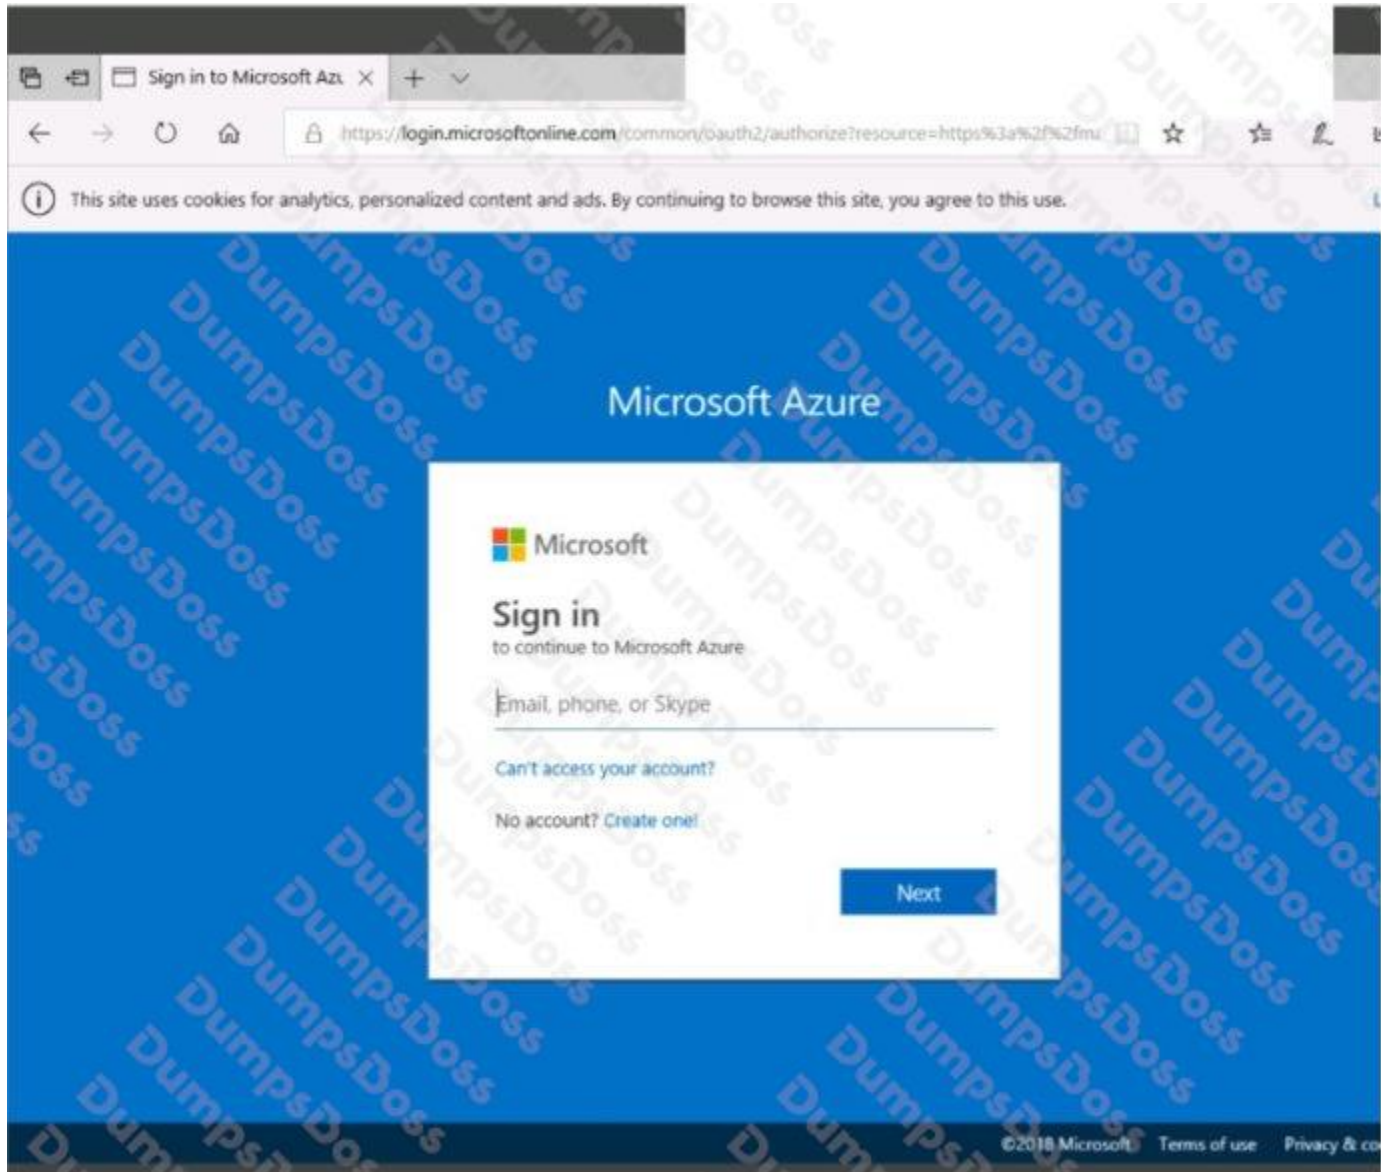 Sign in to Microsoft Azu
https://login.microsoftonline.com/common/oauth2/authorize?resource=https%3a%2f%2fma
This site uses cookies for analytics, personalized content and ads. By continuing to browse this site, you agree to this use.
Microsoft Azure
Microsoft
Sign in
to continue to Microsoft Azure
Email, phone, or Skype
Can't access your account?
No account? Create one!
Next
©2018 Microsoft Terms of use Privacy & co
DumpsDoss